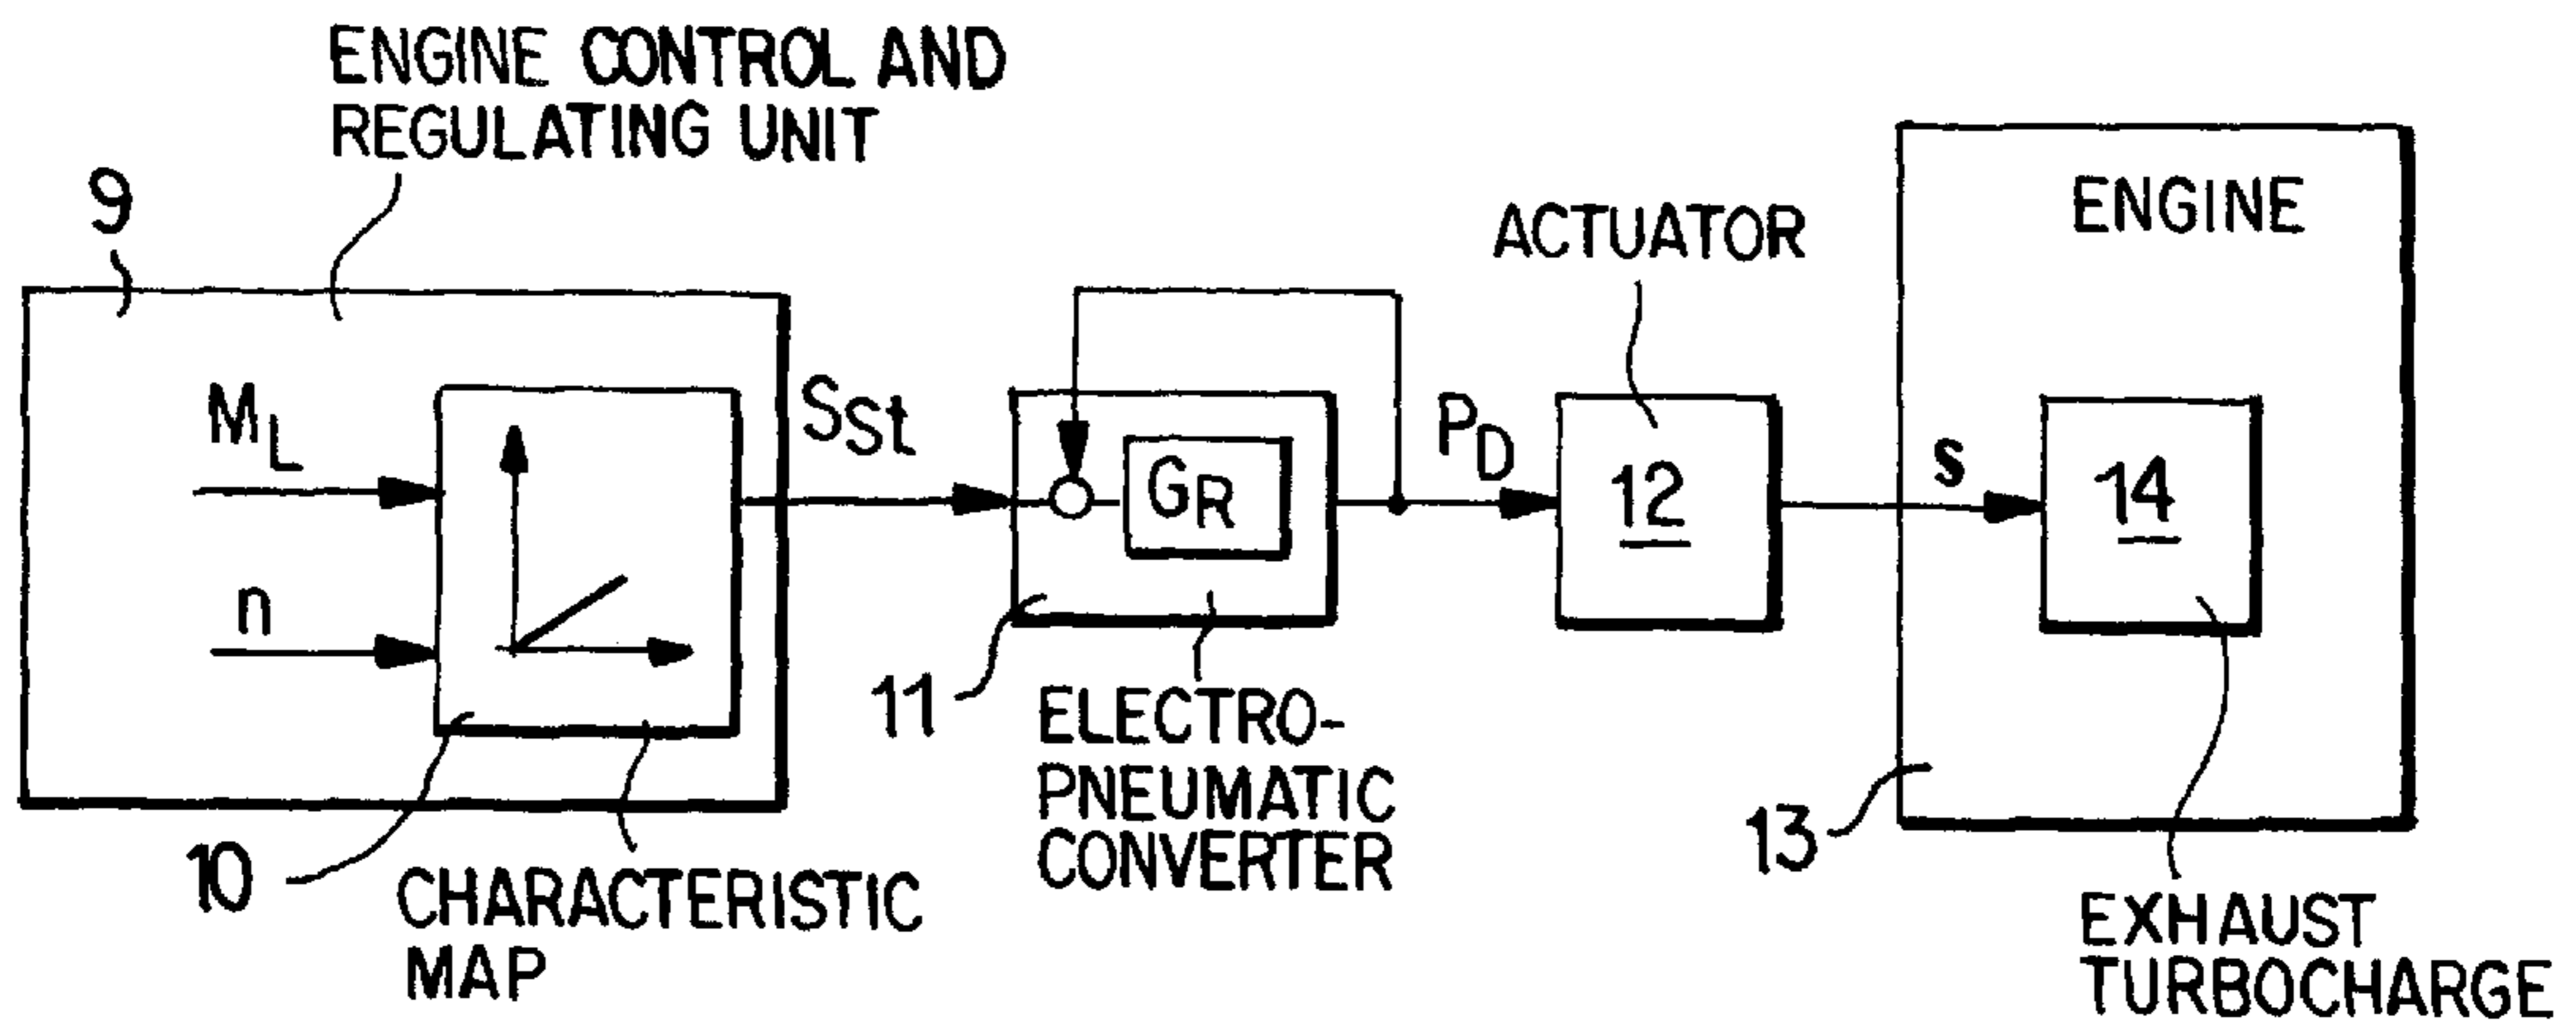 ENGINE CONTROL AND
REGULATING UNIT
9
ML
n
SSt
10
CHARACTERISTIC
MAP
GR
11
ELECTRO-
PNEUMATIC
CONVERTER
PD
ACTUATOR
12
ENGINE
s
14
13
EXHAUST
TURBOCHARGE